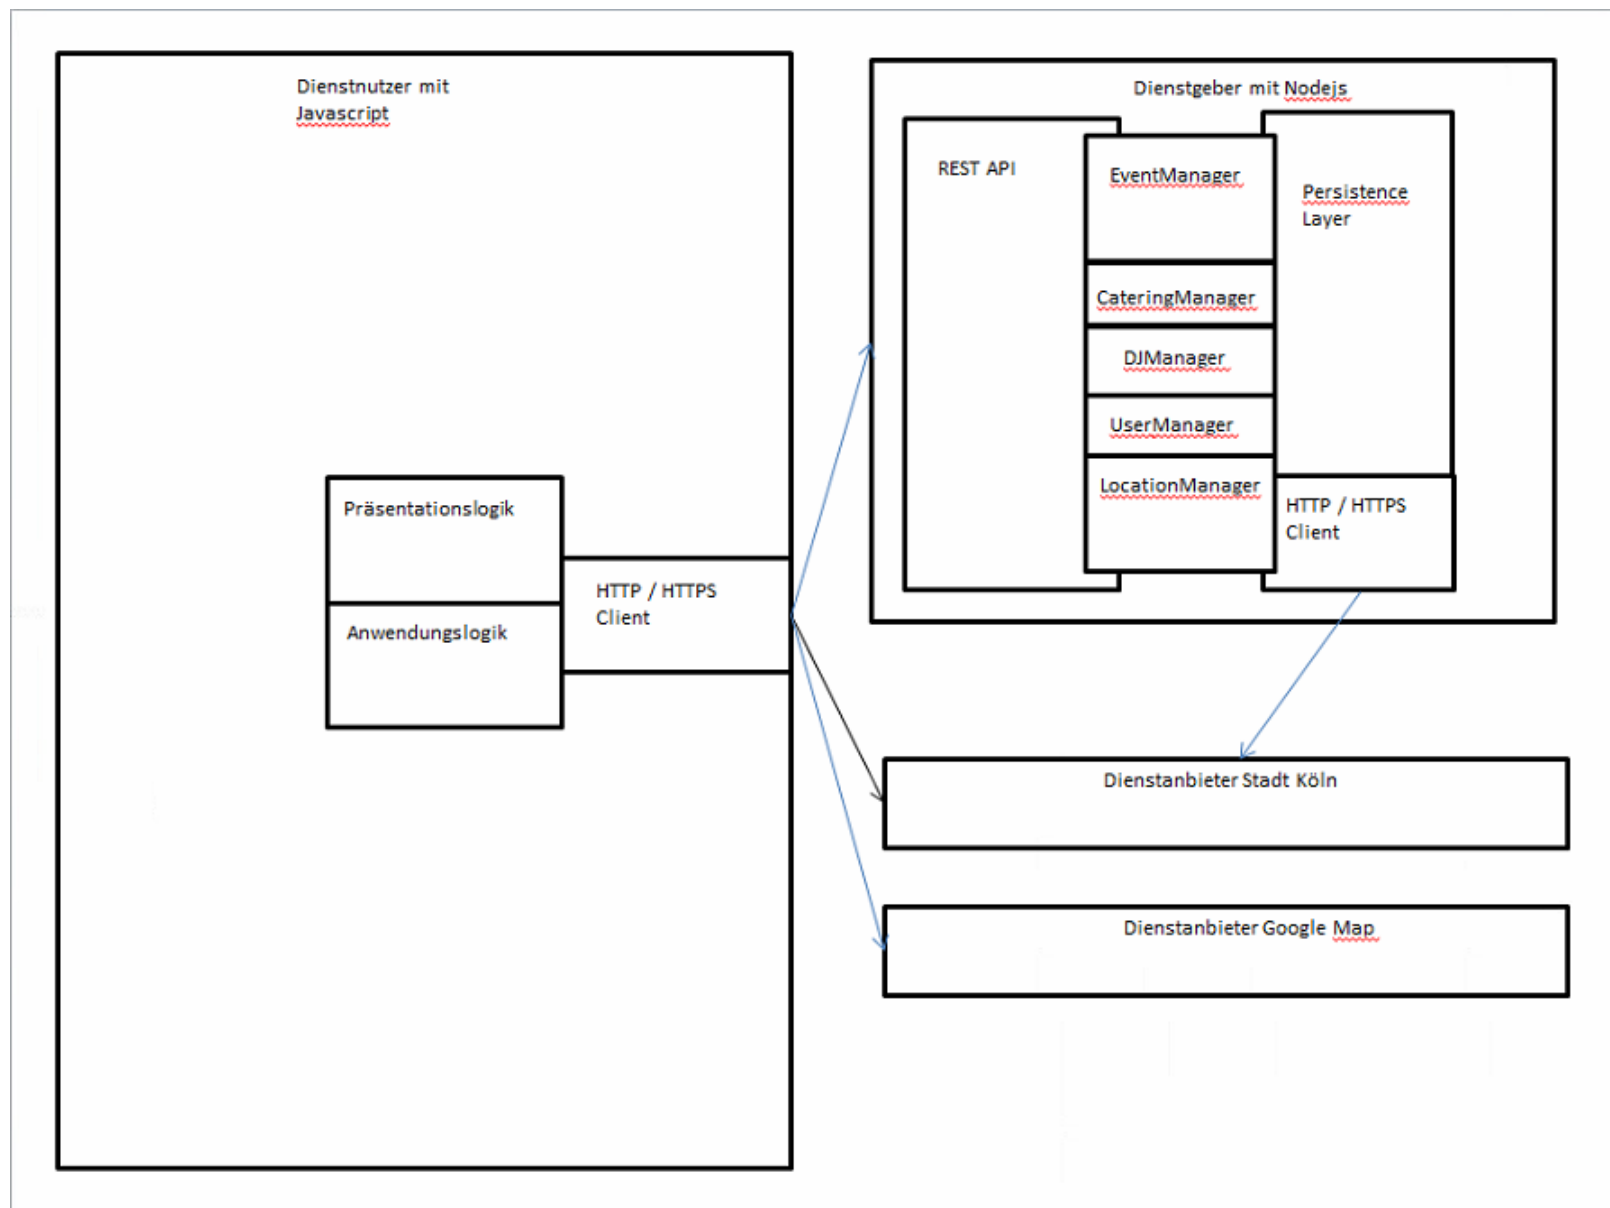 Dienstnutzer mit
Javascript
Präsentationslogik
Anwendungslogik
HTTP / HTTPS
Client
Dienstgeber mit Nodejs
REST API
EventManager
CateringManager
DJManager
UserManager
LocationManager
Persistence
Layer
HTTP / HTTPS
Client
Dienstanbieter Stadt Köln
Dienstanbieter Google Map